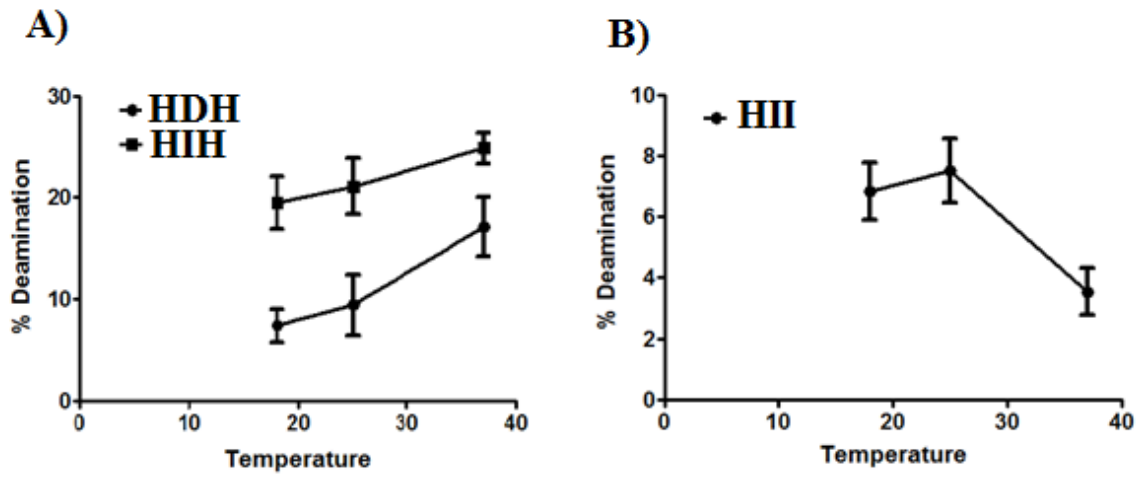 A)
HDH
HIH
30
20
10
0
% Deamination
0 10 20 30 40
Temperature
B)
HII
10
8
6
4
2
0
% Deamination
0 10 20 30 40
Temperature